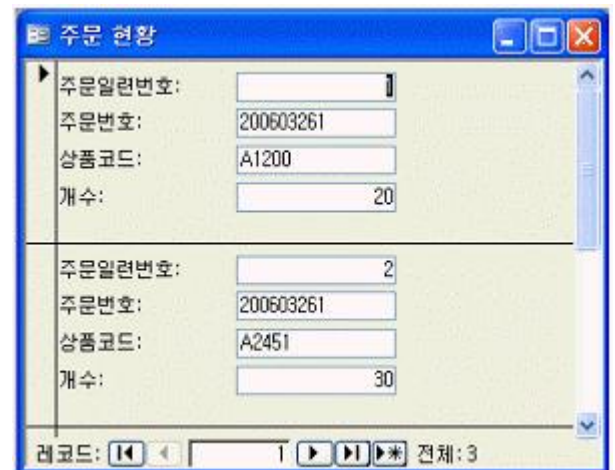 주문 현황
주문일련번호: 1
주문번호: 200603261
상품코드: A1200
개수: 20
주문일련번호: 2
주문번호: 200603261
상품코드: A2451
개수: 30
레코드: 1 전체:3